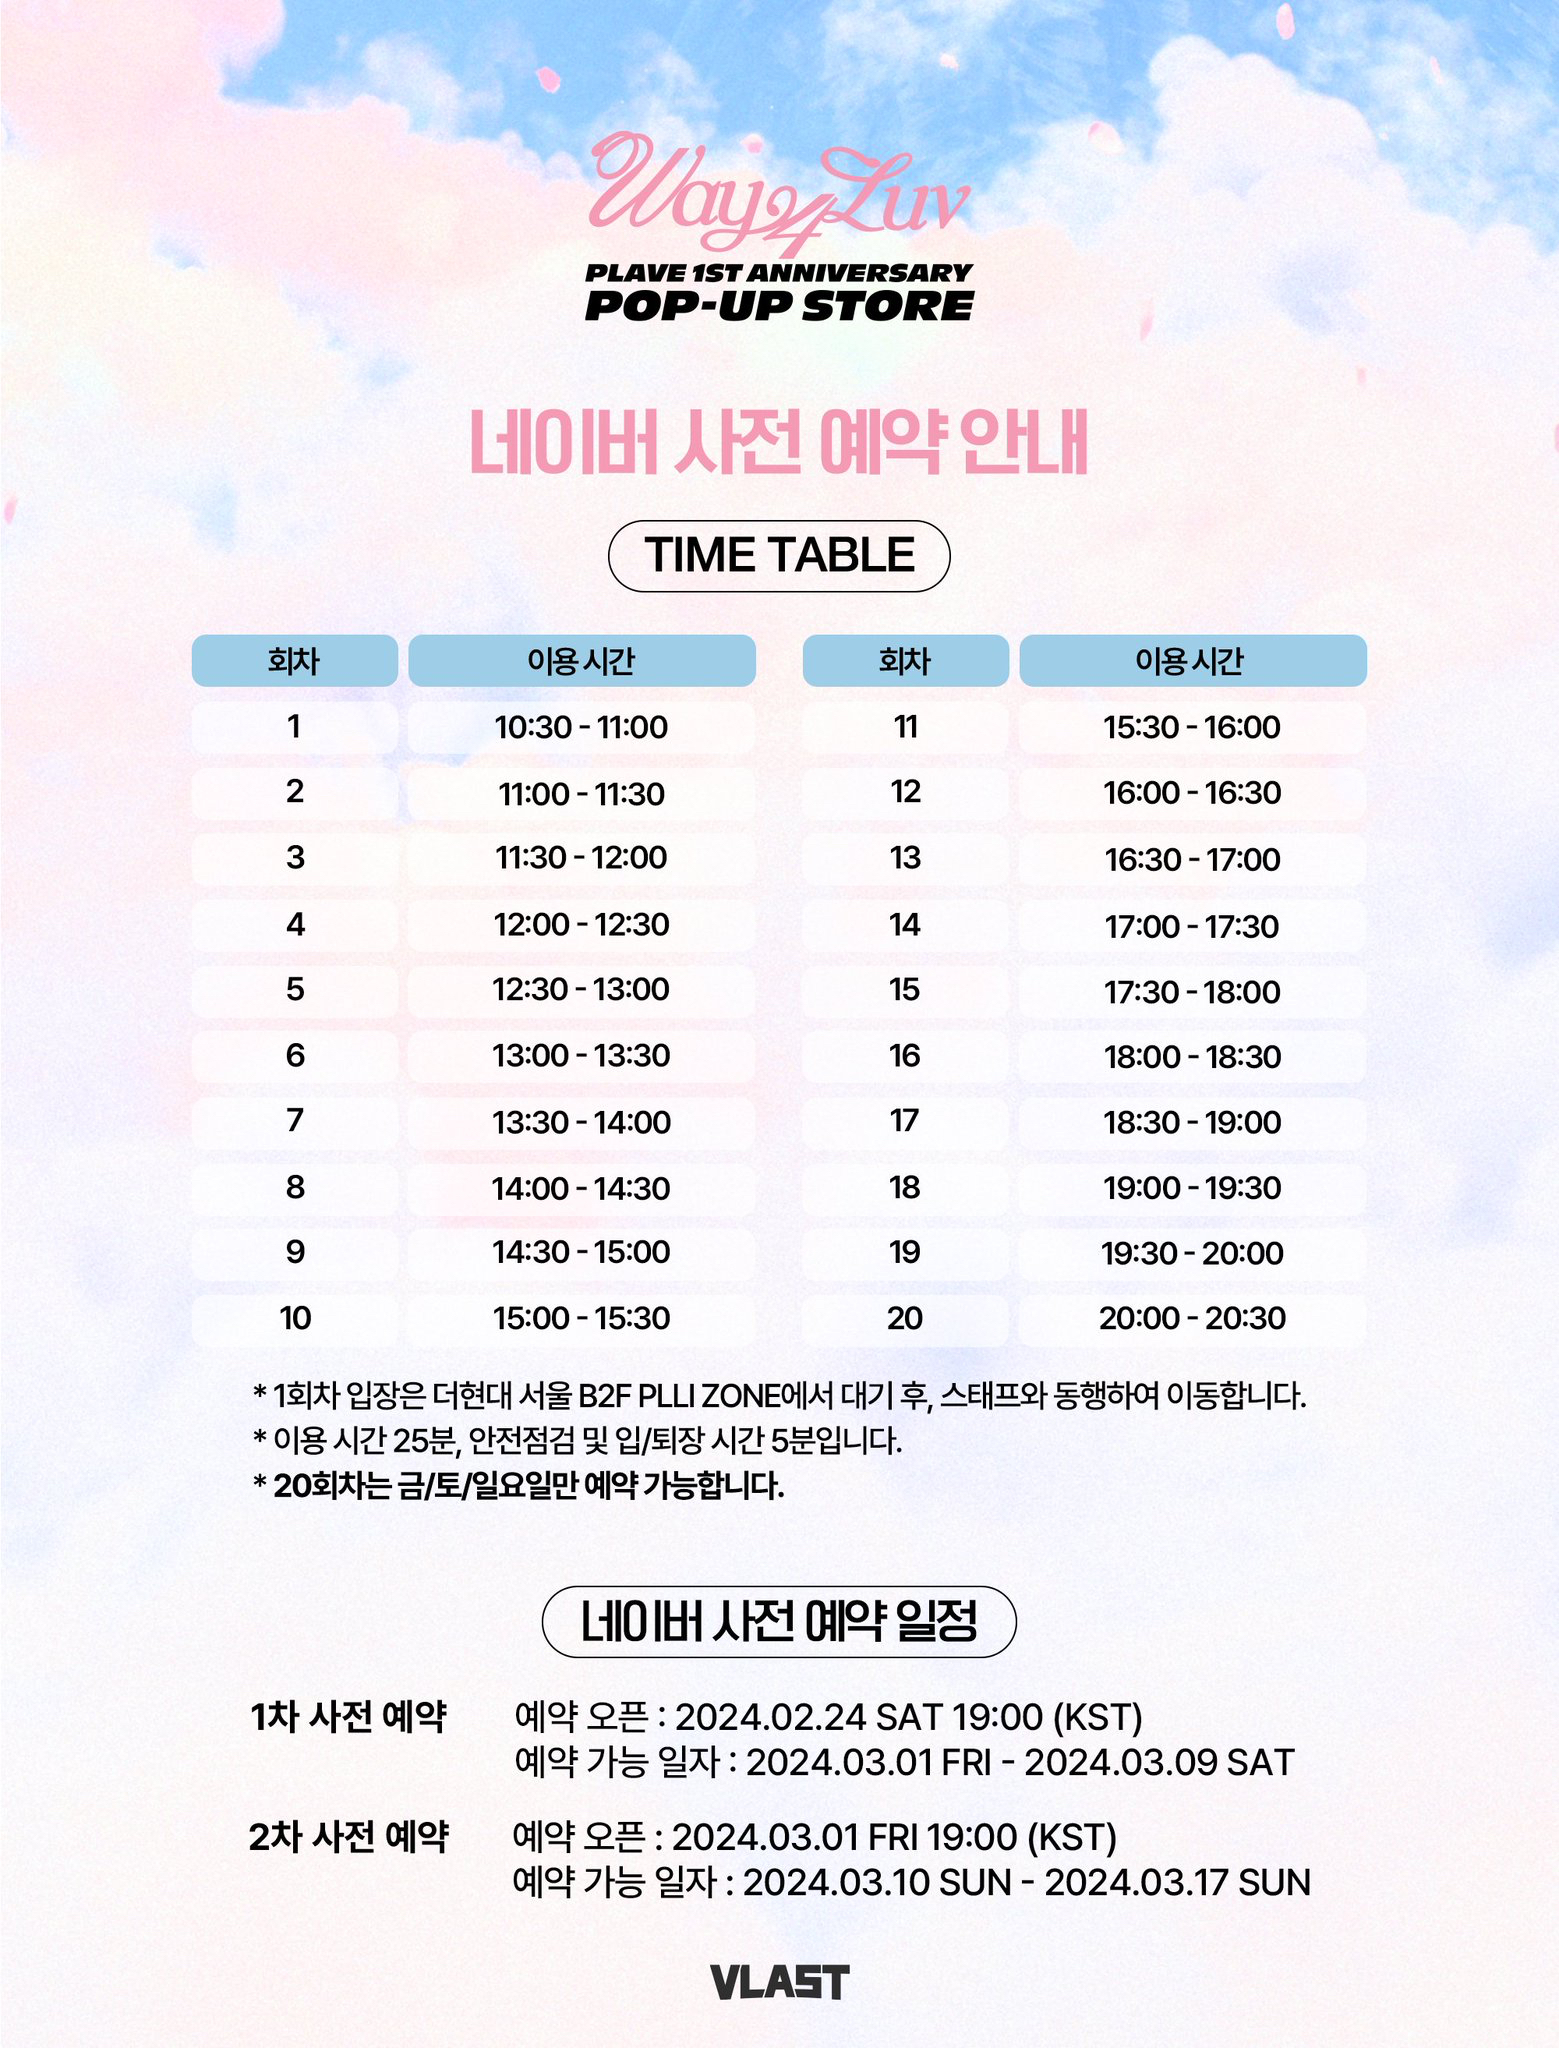 Way 4 Luv
PLAVE 1ST ANNIVERSARY
POP-UP STORE
네이버 사전 예약 안내
TIME TABLE
회차 이용 시간 회차 이용 시간
1 10:30 - 11:00 11 15:30 - 16:00
2 11:00 - 11:30 12 16:00 - 16:30
3 11:30 - 12:00 13 16:30 - 17:00
4 12:00 - 12:30 14 17:00 - 17:30
5 12:30 - 13:00 15 17:30 - 18:00
6 13:00 - 13:30 16 18:00 - 18:30
7 13:30 - 14:00 17 18:30 - 19:00
8 14:00 - 14:30 18 19:00 - 19:30
9 14:30 - 15:00 19 19:30 - 20:00
10 15:00 - 15:30 20 20:00 - 20:30
* 1회차 입장은 더현대 서울 B2F PLLI ZONE에서 대기 후, 스태프와 동행하여 이동합니다.
* 이용 시간 25분, 안전점검 및 입/퇴장 시간 5분입니다.
* 20회차는 금/토/일요일만 예약 가능합니다.
네이버 사전 예약 일정
1차 사전 예약 예약 오픈 : 2024.02.24 SAT 19:00 (KST)
예약 가능 일자 : 2024.03.01 FRI - 2024.03.09 SAT
2차 사전 예약 예약 오픈 : 2024.03.01 FRI 19:00 (KST)
예약 가능 일자 : 2024.03.10 SUN - 2024.03.17 SUN
VLAST